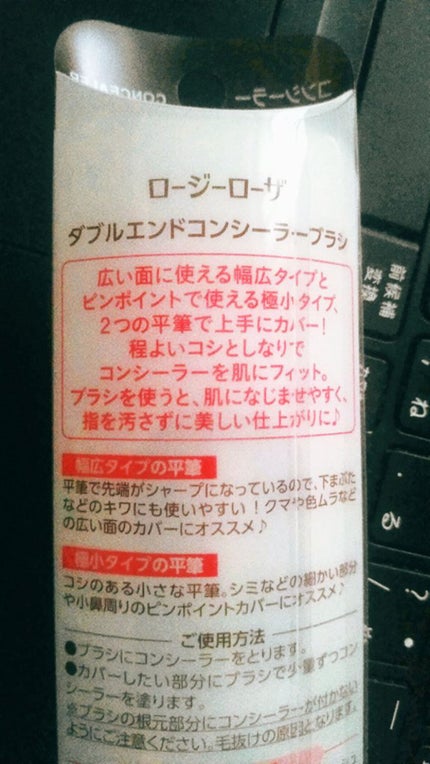 CONCEALER
コンシーラー
ロージーローザ
ダブルエンドコンシーラーブラシ
広い面に使える幅広タイプと
ピンポイントで使える極小タイプ、
2つの平筆で上手にカバー!
程よいコシとしなりで
コンシーラーを肌にフィット。
ブラシを使うと、肌になじませやすく、
指を汚さずに美しい仕上がりに♪
幅広タイプの平筆
平筆で先端がシャープになっているので、下まぶた
などのキワにも使いやすい!クマや色ムラなど
の広い面のカバーにオススメ♪
極小タイプの平筆
コシのある小さな平筆。シミなどの細かい部分
や小鼻周りのピンポイントカバーにオススメ♪
ご使用方法
●ブラシにコンシーラーをとります。
●カバーしたい部分にブラシで少量ずつコン
シーラーを塗ります。
※ブラシの根元部分にコンシーラーが付かない
ようにご注意ください。毛抜けの原因となります。
前候補
変換
ね
る